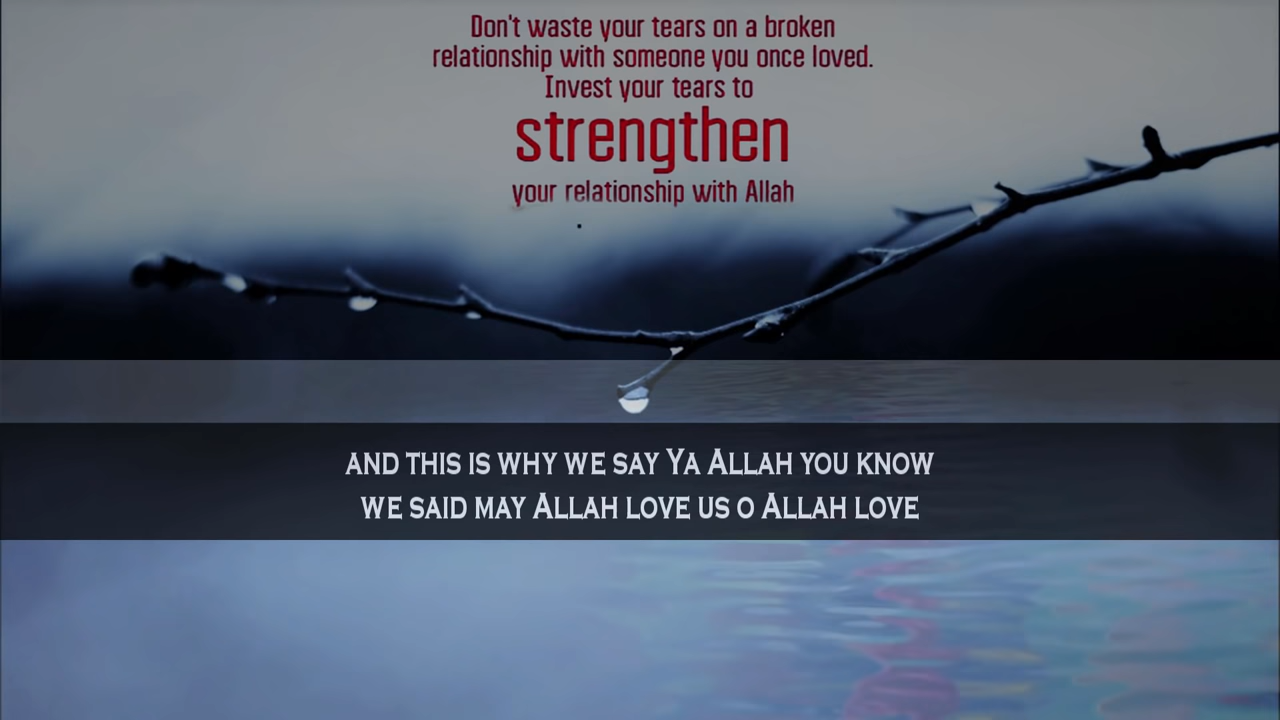 Don't waste your tears on a broken
relationship with someone you once loved.
Invest your tears to
strengthen
your relationship with Allah
AND THIS IS WHY WE SAY YA ALLAH YOU KNOW
WE SAID MAY ALLAH LOVE US O ALLAH LOVE